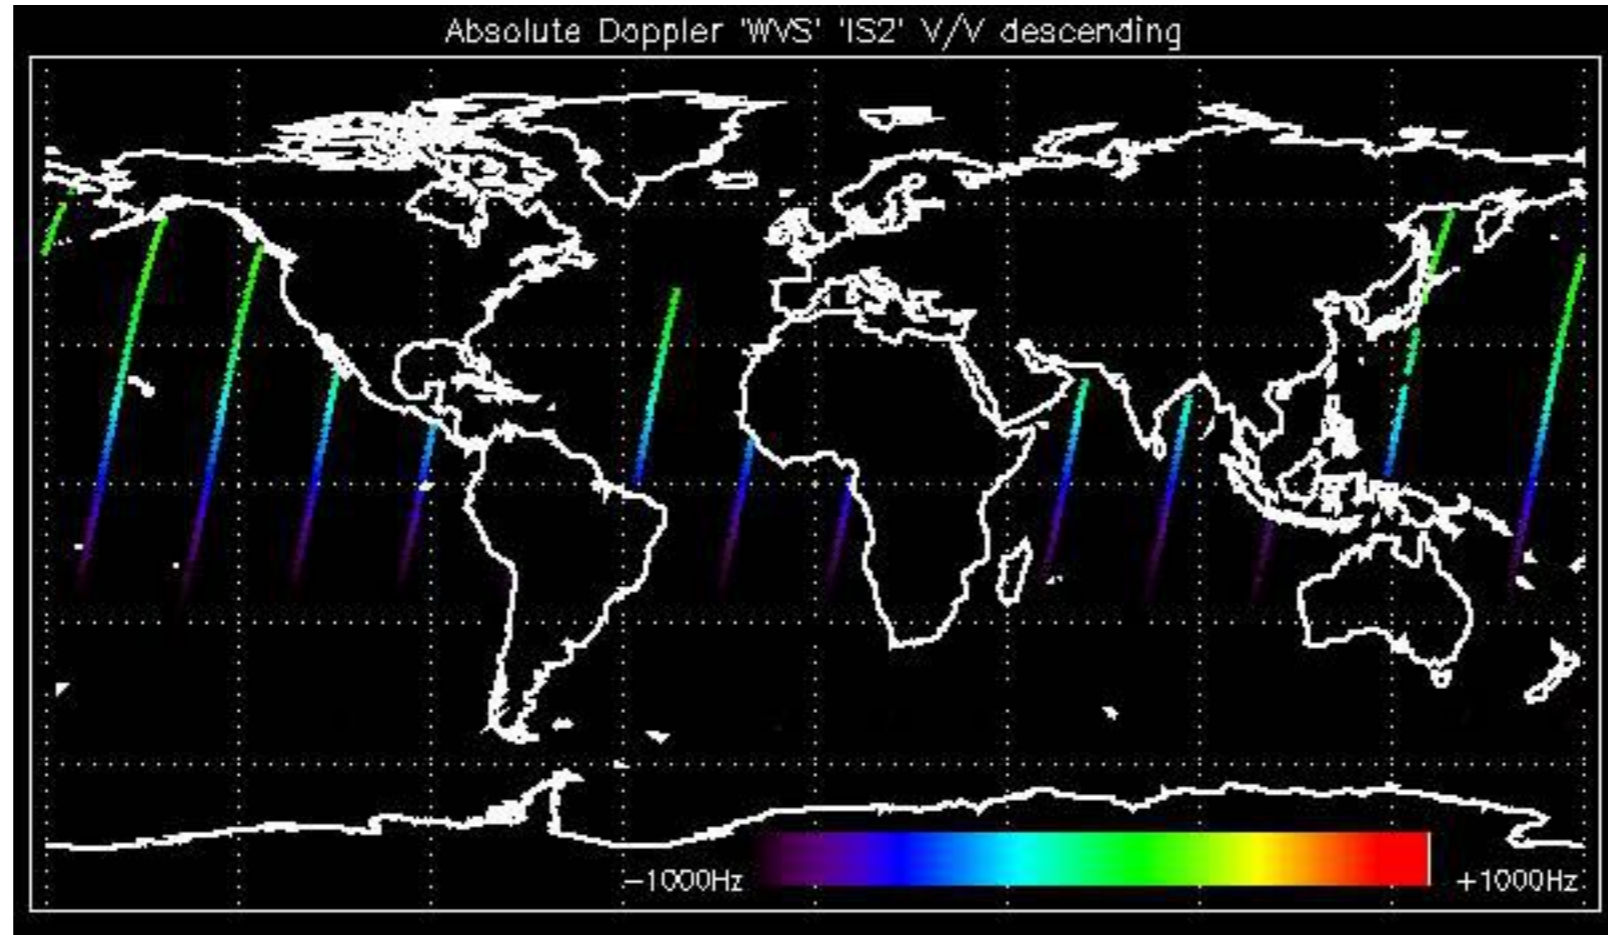 Absolute Doppler 'WVS' 'IS2' V/V descending
−1000Hz
+1000Hz